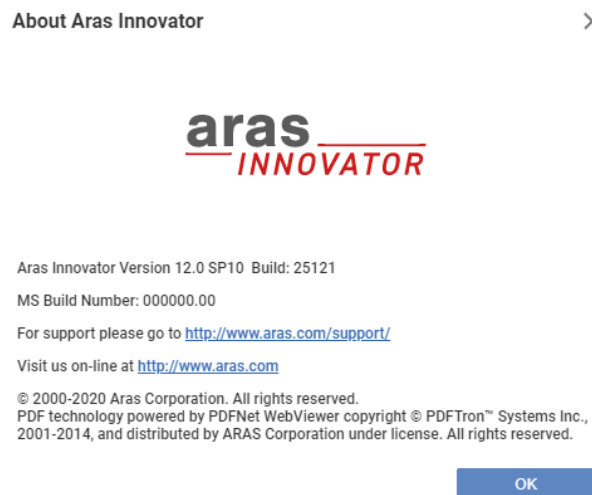 About Aras Innovator
aras
INNOVATOR
Aras Innovator Version 12.0 SP10 Build: 25121
MS Build Number: 000000.00
For support please go to http://www.aras.com/support/
Visit us on-line at http://www.aras.com
© 2000-2020 Aras Corporation. All rights reserved.
PDF technology powered by PDFNet WebViewer copyright © PDFTron™ Systems Inc.,
2001-2014, and distributed by ARAS Corporation under license. All rights reserved.
OK